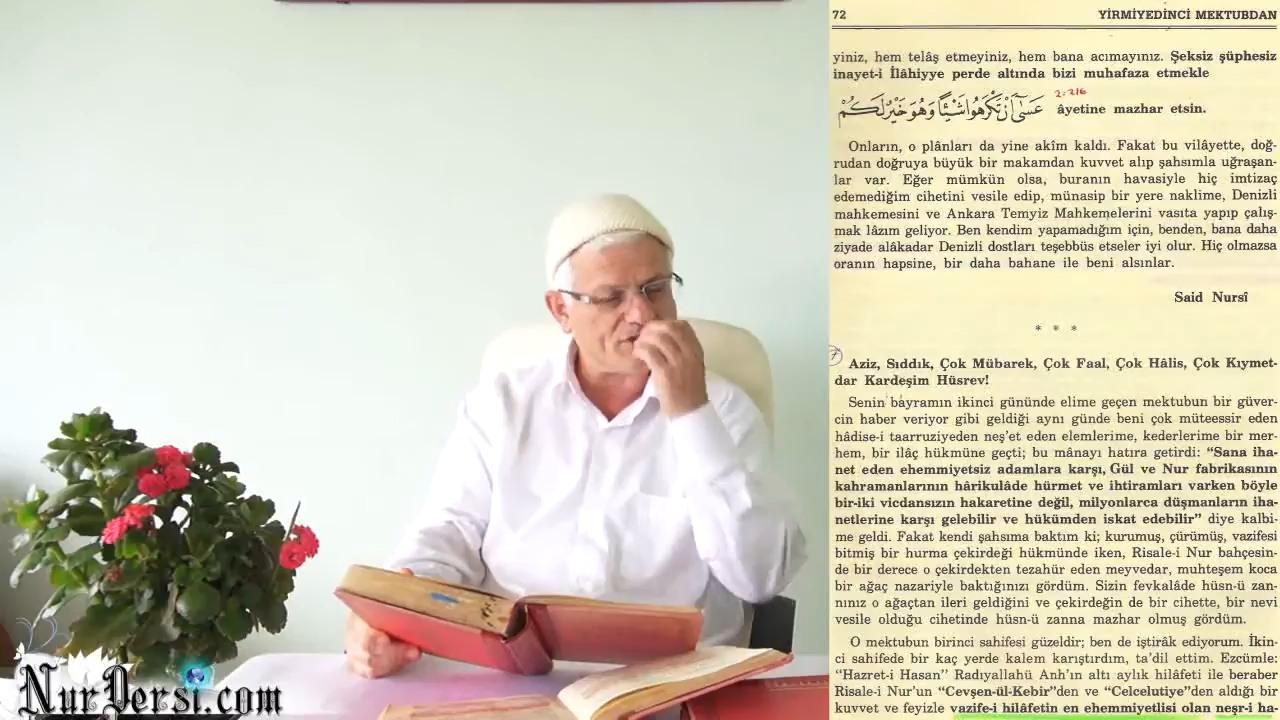 72 YİRMİYEDİNCİ MEKTUBDAN
yiniz, hem telâş etmeyiniz, hem bana acımayınız. Şeksiz şüphesiz
inayet-i İlâhiyye perde altında bizi muhafaza etmekle
2:216
عَسٰٓى اَنْ تَكْرَهُوا شَيْئًا وَهُوَ خَيْرٌ لَكُمْ âyetine mazhar etsin.
Onların, o plânları da yine akîm kaldı. Fakat bu vilâyette, doğ-
rudan doğruya büyük bir makamdan kuvvet alıp şahsımla uğraşan-
lar var. Eğer mümkün olsa, buranın havasiyle hiç imtizaç
edemediğim cihetini vesile edip, münasip bir yere naklime, Denizli
mahkemesini ve Ankara Temyiz Mahkemelerini vasıta yapıp çalış-
mak lâzım geliyor. Ben kendim yapamadığım için, benden, bana daha
ziyade alâkadar Denizli dostları teşebbüs etseler iyi olur. Hiç olmazsa
oranın hapsine, bir daha bahane ile beni alsınlar.
Said Nursî
* * *
Aziz, Sıddık, Çok Mübarek, Çok Faal, Çok Hâlis, Çok Kıymet-
dar Kardeşim Hüsrev!
Senin bayramın ikinci gününde elime geçen mektubun bir güver-
cin haber veriyor gibi geldiği aynı günde beni çok müteessir eden
hâdise-i taarruziyeden neş'et eden elemlerime, kederlerime bir mer-
hem, bir ilâç hükmüne geçti; bu mânayı hatıra getirdi: “Sana iha-
net eden ehemmiyetsiz adamlara karşı, Gül ve Nur fabrikasının
kahramanlarının hârikulâde hürmet ve ihtiramları varken böyle
bir-iki vicdansızın hakaretine değil, milyonlarca düşmanların iha-
netlerine karşı gelebilir ve hükümden iskat edebilir” diye kalbi-
me geldi. Fakat kendi şahsıma baktım ki; kurumuş, çürümüş, vazifesi
bitmiş bir hurma çekirdeği hükmünde iken, Risale-i Nur bahçesin-
de bir derece o çekirdekten tezahür eden meyvedar, muhteşem koca
bir ağaç nazariyle baktığınızı gördüm. Sizin fevkalâde hüsn-ü zan-
nınız o ağaçtan ileri geldiğini ve çekirdeğin de bir cihette, bir nevi
vesile olduğu cihetinde hüsn-ü zanna mazhar olmuş gördüm.
O mektubun birinci sahifesi güzeldir; ben de iştirâk ediyorum. İkin-
ci sahifede bir kaç yerde kalem karıştırdım, ta'dil ettim. Ezcümle:
“Hazret-i Hasan” Radıyallahü Anh'ın altı aylık hilâfeti ile beraber
Risale-i Nur'un “Cevşen-ül-Kebir”den ve “Celcelutiye”den aldığı bir
kuvvet ve feyizle vazife-i hilâfetin en ehemmiyetlisi olan neşr-i ha-
NurDersi.com